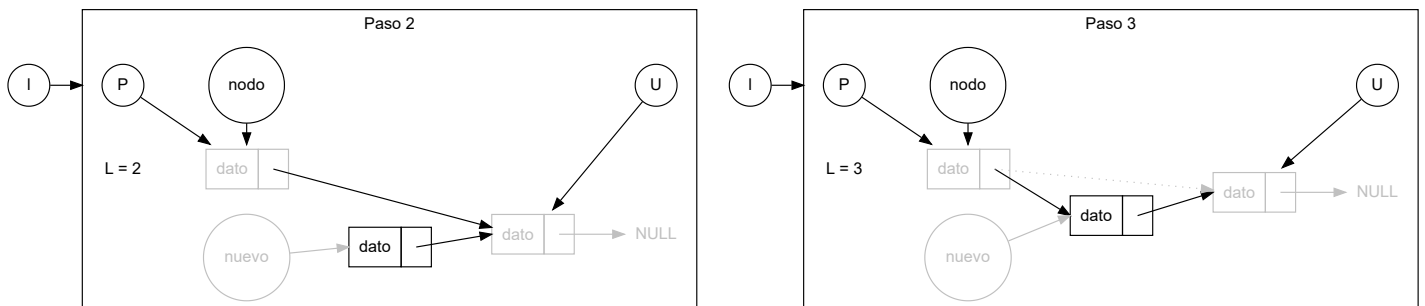 Paso 2
I
P
nodo
U
L = 2
dato
dato
NULL
nuevo
dato
Paso 3
I
P
nodo
U
L = 3
dato
dato
NULL
dato
nuevo